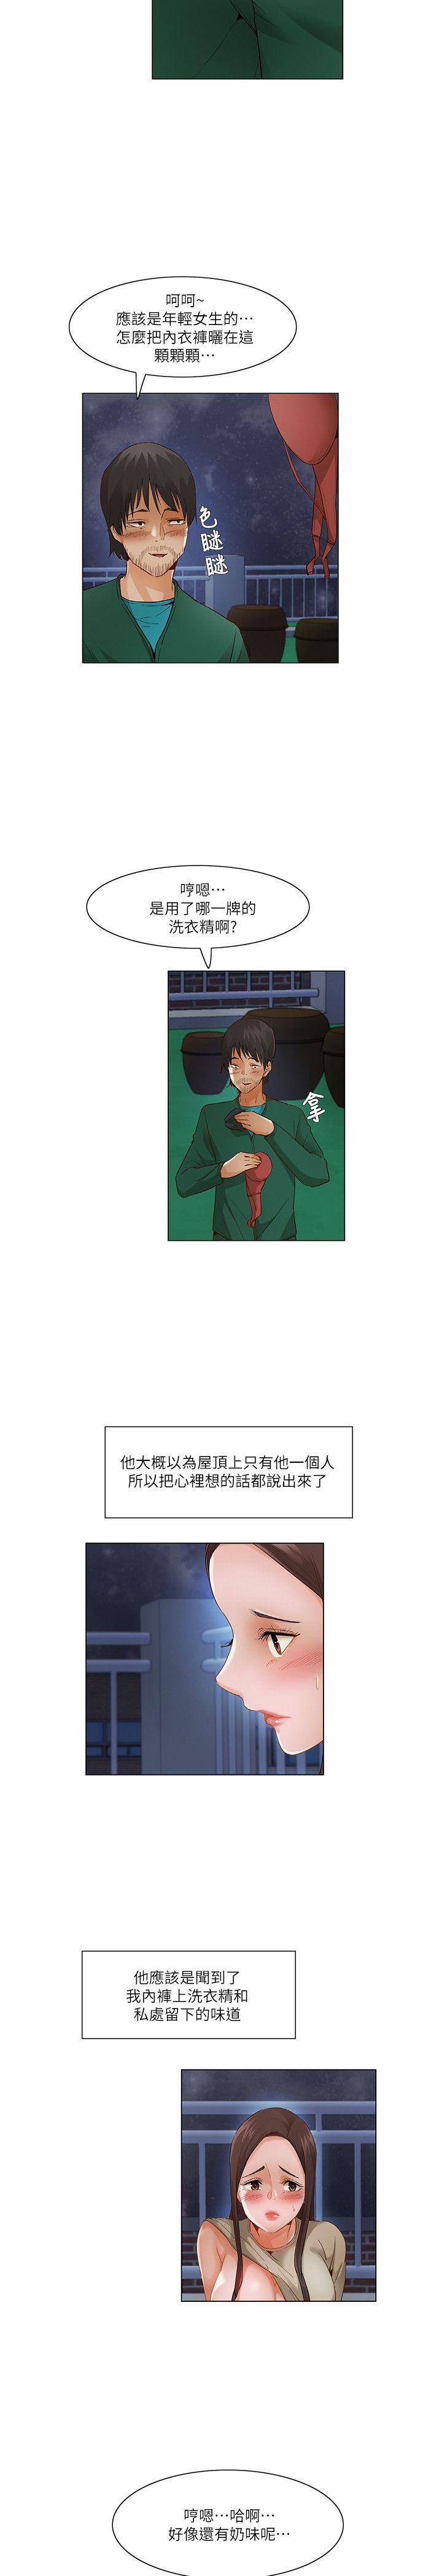 呵呵~
應該是年輕女生的…
怎麼把內衣褲曬在這
顆顆顆…
色瞇瞇
哼嗯…
是用了哪一牌的
洗衣精啊?
拿
他大概以為屋頂上只有他一個人
所以把心裡想的話都說出來了
他應該是聞到了
我內褲上洗衣精和
私處留下的味道
哼嗯…哈啊…
好像還有奶味呢…